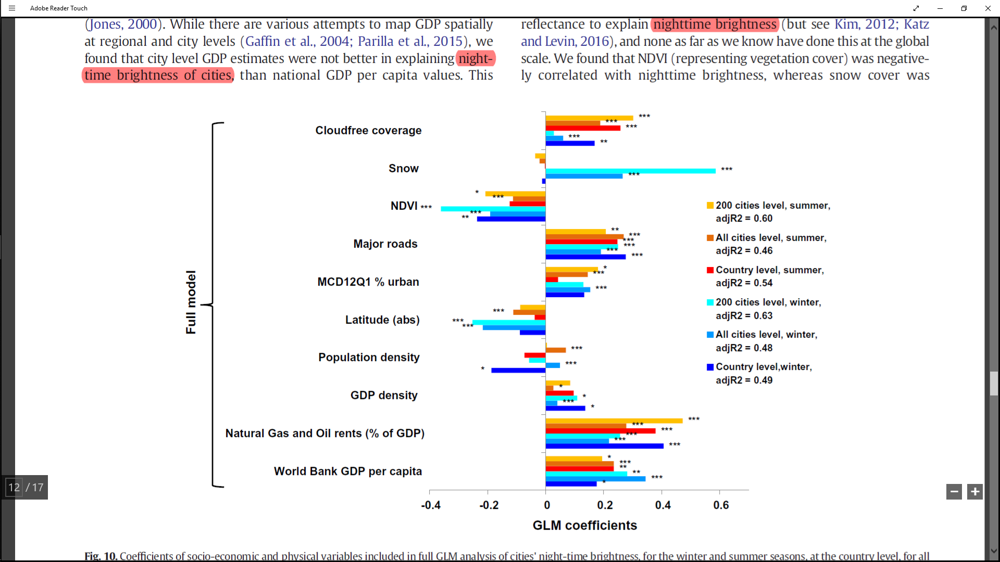 Adobe Reader Touch
(Jones, 2000). While there are various attempts to map GDP spatially
at regional and city levels (Gaffin et al., 2004; Parilla et al., 2015), we
found that city level GDP estimates were not better in explaining night-
time brightness of cities, than national GDP per capita values. This
reflectance to explain nighttime brightness (but see Kim, 2012; Katz
and Levin, 2016), and none as far as we know have done this at the global
scale. We found that NDVI (representing vegetation cover) was negative-
ly correlated with nighttime brightness, whereas snow cover was
Full model
Cloudfree coverage
***
***
***
***
**
Snow
***
***
NDVI
*
***
***
***
**
Major roads
**
***
***
***
***
***
MCD12Q1 % urban
*
***
***
Latitude (abs)
***
***
***
Population density
***
***
*
GDP density
*
*
***
*
Natural Gas and Oil rents (% of GDP)
***
***
***
***
***
***
World Bank GDP per capita
*
***
**
**
***
*
-0.4 -0.2 0 0.2 0.4 0.6
GLM coefficients
200 cities level, summer,
adjR2 = 0.60
All cities level, summer,
adjR2 = 0.46
Country level, summer,
adjR2 = 0.54
200 cities level, winter,
adjR2 = 0.63
All cities level, winter,
adjR2 = 0.48
Country level,winter,
adjR2 = 0.49
12 / 17
Fig. 10. Coefficients of socio-economic and physical variables included in full GLM analysis of cities' night-time brightness, for the winter and summer seasons, at the country level, for all